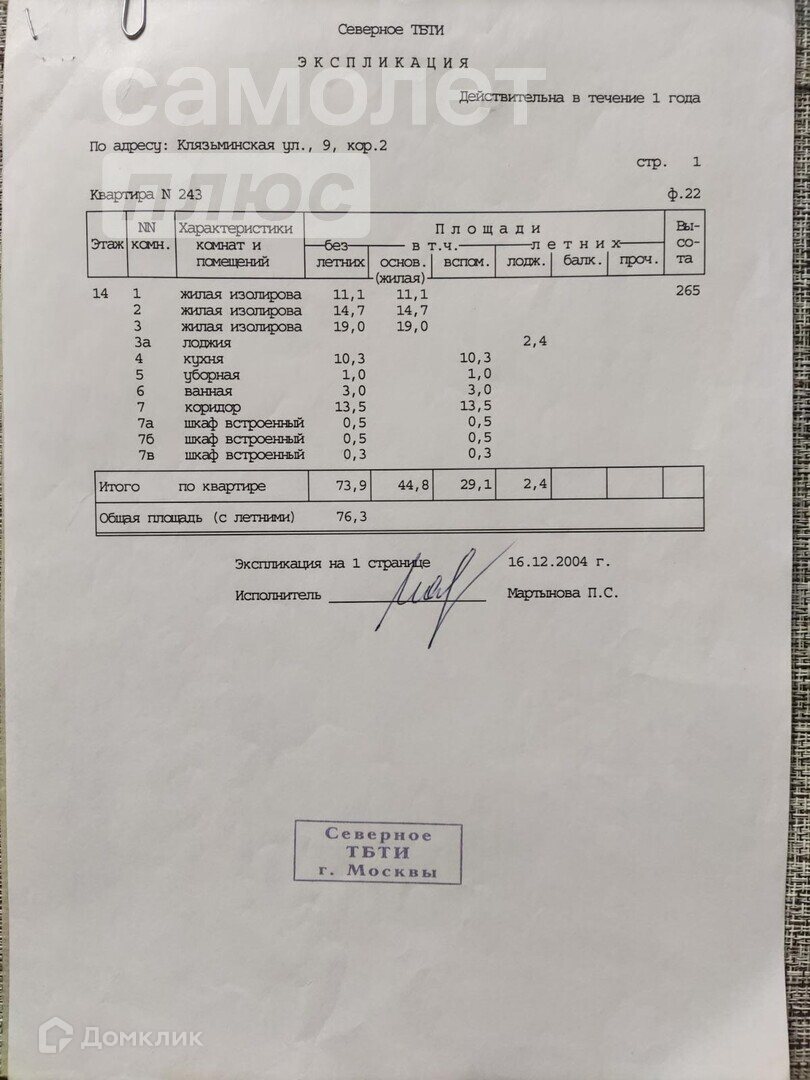 Северное ТБТИ
ЭКСПЛИКАЦИЯ
самолет
Действительна в течение 1 года
По адресу: Клязьминская ул., 9, кор.2
стр. 1
плюс
Квартира N 243 ф.22
NN Характеристики Площади Вы-
Этаж комн. комнат и без в т.ч. летних со-
помещений летних основ. вспом. лодж. балк. проч. та
(жилая)
14 1 жилая изолирова 11,1 11,1 265
2 жилая изолирова 14,7 14,7
3 жилая изолирова 19,0 19,0
3а лоджия 2,4
4 кухня 10,3 10,3
5 уборная 1,0 1,0
6 ванная 3,0 3,0
7 коридор 13,5 13,5
7а шкаф встроенный 0,5 0,5
7б шкаф встроенный 0,5 0,5
7в шкаф встроенный 0,3 0,3
Итого по квартире 73,9 44,8 29,1 2,4
Общая площадь (с летними) 76,3
Экспликация на 1 странице 16.12.2004 г.
Исполнитель Мартынова П.С.
Северное
ТБТИ
г. Москвы
Домклик